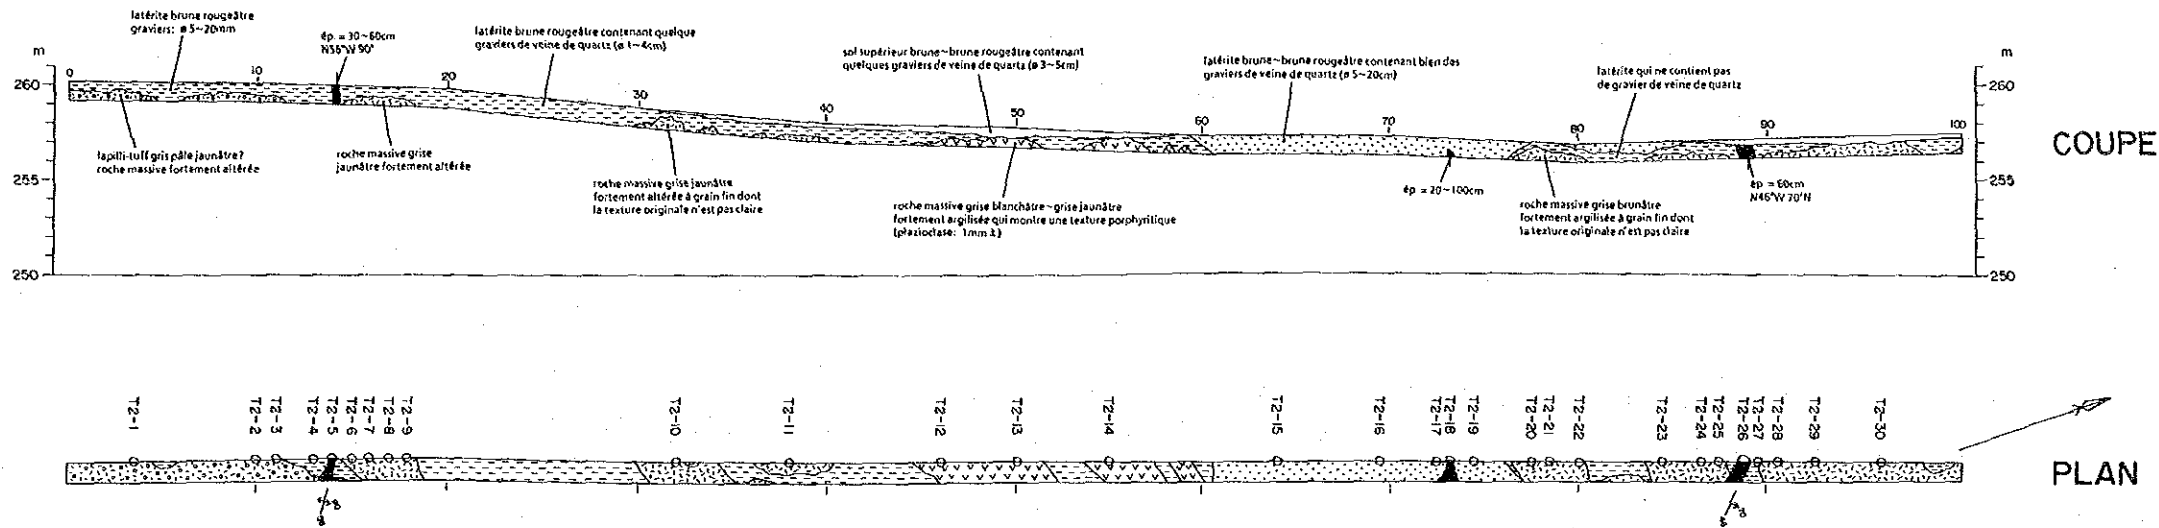 latérite brune rougeâtre
graviers: ø 5~20mm
ép. = 30~60cm
N56°W 90°
latérite brune rougeâtre contenant quelque
graviers de veine de quartz (ø 1~4cm)
sol supérieur brune~brune rougeâtre contenant
quelques graviers de veine de quartz (ø 3~5cm)
latérite brune~brune rougeâtre contenant bien des
graviers de veine de quartz (ø 5~20cm)
latérite qui ne contient pas
de gravier de veine de quartz
m
m
0 10 20 30 40 50 60 70 80 90 100
260
260
COUPE
lapilli-tuff gris pâle jaunâtre?
roche massive fortement altérée
roche massive grise
jaunâtre fortement altérée
roche massive grise jaunâtre
fortement altérée à grain fin dont
la texture originale n'est pas claire
roche massive grise blanchâtre~grise jaunâtre
fortement argilisée qui montre une texture porphyritique
(plazioclase: 1mm ±)
ép = 20~100cm
roche massive grise brunâtre
fortement argilisée à grain fin dont
la texture originale n'est pas claire
ép = 60cm
N46°W 70°N
255
255
250
250
T2-1 T2-2 T2-3 T2-4 T2-5 T2-6 T2-7 T2-8 T2-9 T2-10 T2-11 T2-12 T2-13 T2-14 T2-15 T2-16 T2-17 T2-18 T2-19 T2-20 T2-21 T2-22 T2-23 T2-24 T2-25 T2-26 T2-27 T2-28 T2-29 T2-30
PLAN